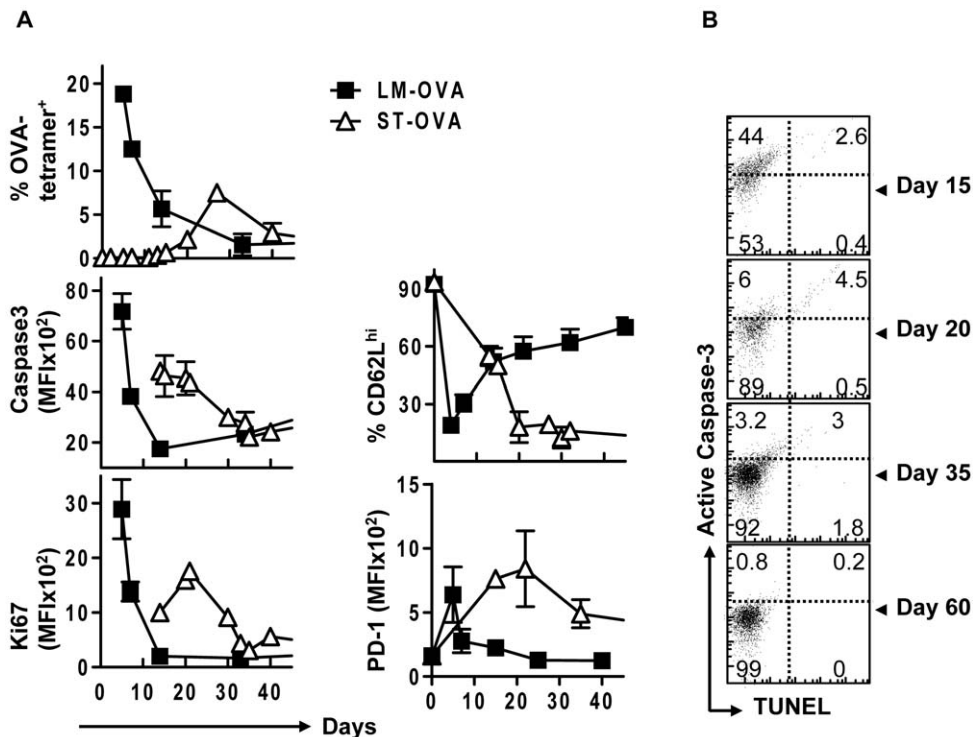 A
B
LM-OVA
ST-OVA
% OVA-
tetramer⁺
20
15
10
5
0
Caspase3
(MFIx10²)
80
60
40
20
% CD62Lʰⁱ
90
60
30
Ki67
(MFIx10²)
30
20
10
0
0 10 20 30 40
PD-1 (MFIx10²)
15
10
5
0
0 10 20 30 40
Days
44 2.6
53 0.4
Day 15
6 4.5
89 0.5
Day 20
3.2 3
92 1.8
Day 35
0.8 0.2
99 0
Day 60
Active Caspase-3
TUNEL